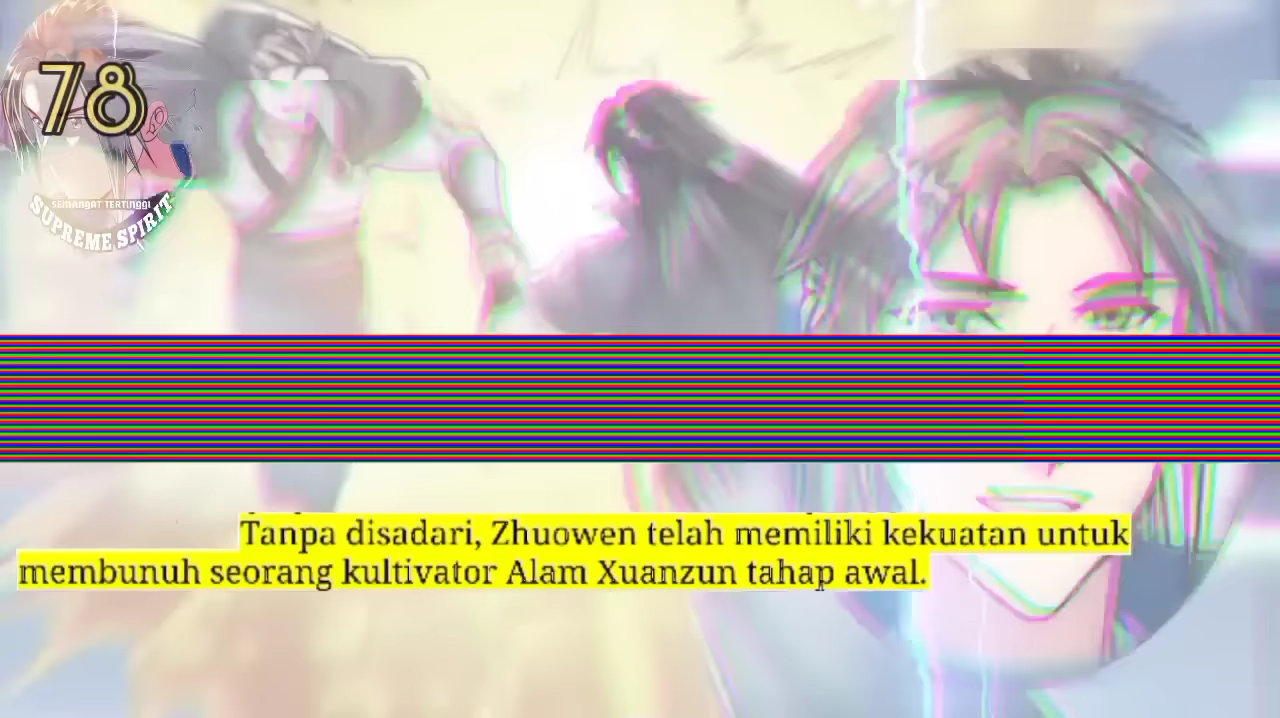 78
SEMANGAT TERTINGGI
SUPREME SPIRIT
Tanpa disadari, Zhuowen telah memiliki kekuatan untuk
membunuh seorang kultivator Alam Xuanzun tahap awal.